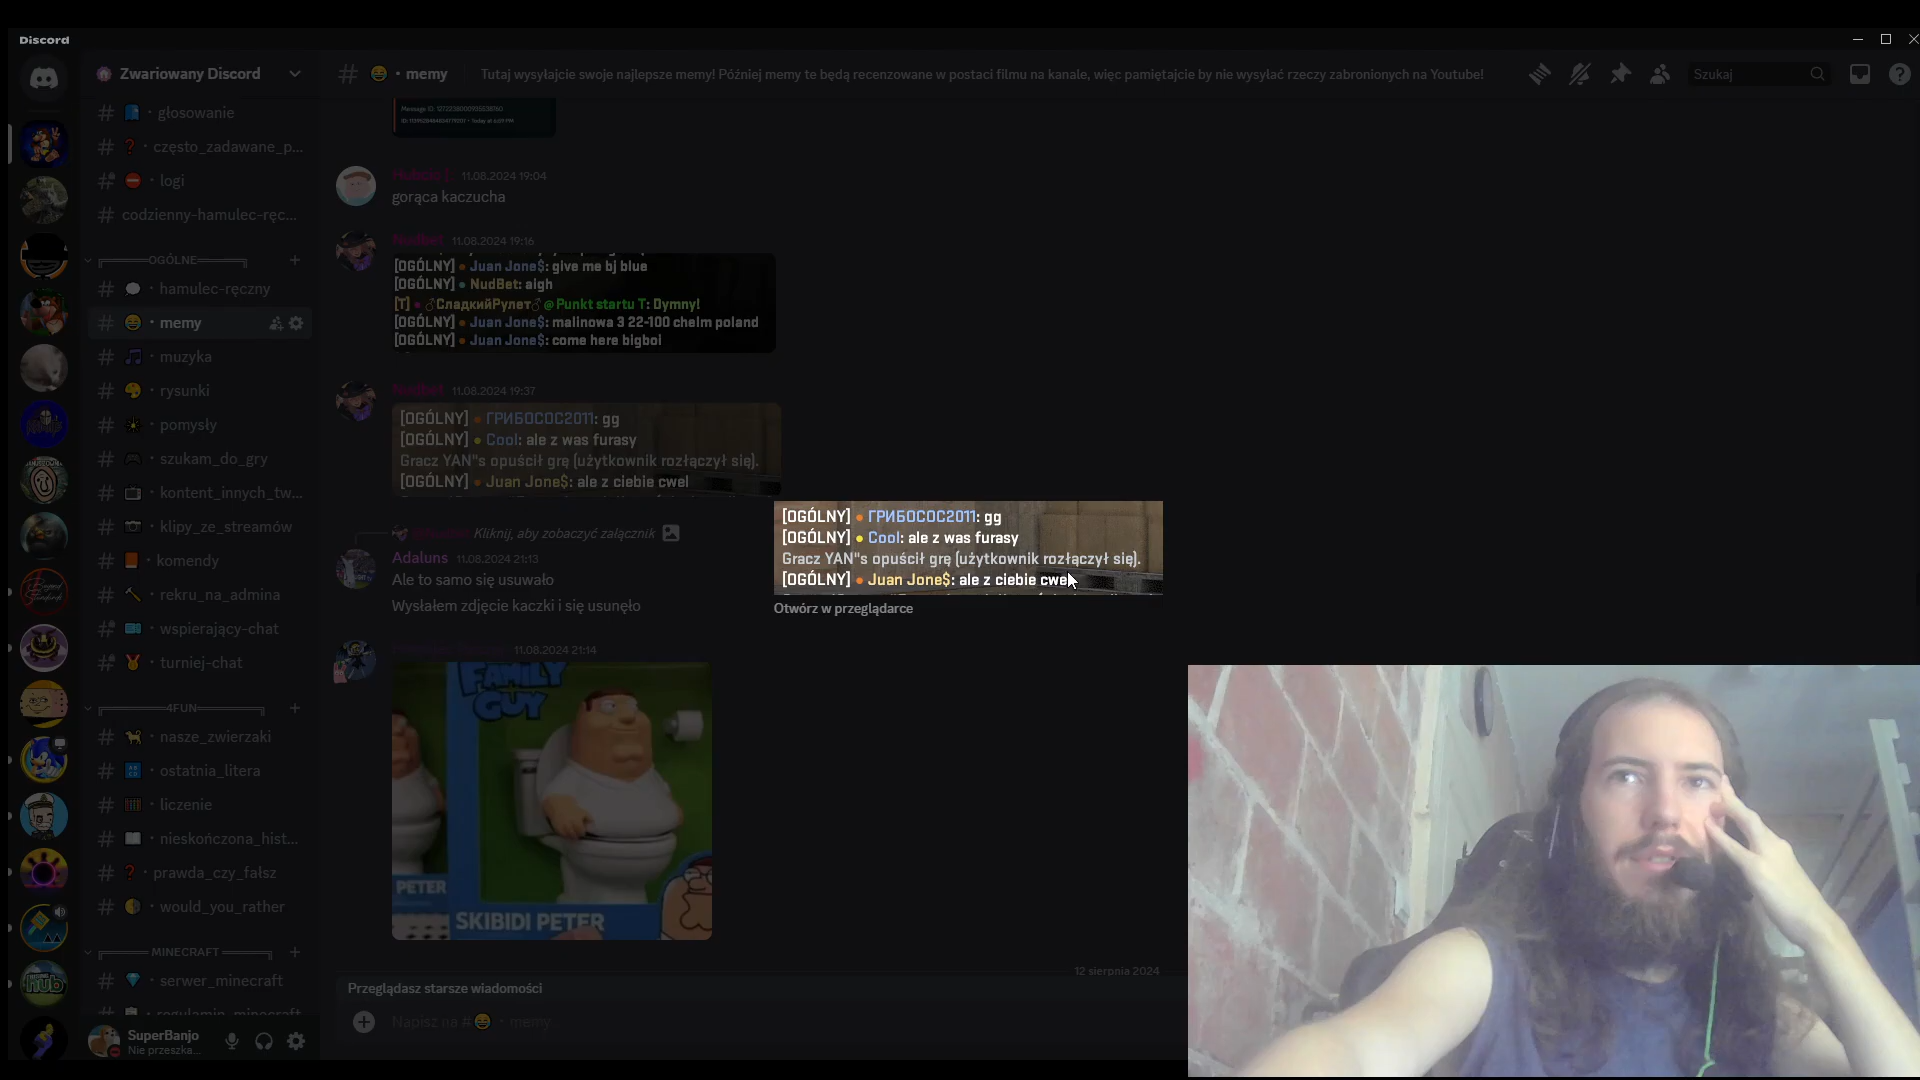 Discord
Zwariowany Discord
głosowanie
często_zadawane_p...
logi
codzienny-hamulec-ręc...
OGÓLNE
hamulec-ręczny
memy
muzyka
rysunki
pomysły
szukam_do_gry
kontent_innych_tw...
klipy_ze_streamów
komendy
rekru_na_admina
wspierający-chat
turniej-chat
4FUN
nasze_zwierzaki
ostatnia_litera
liczenie
nieskończona_hist...
prawda_czy_fałsz
would_you_rather
MINECRAFT
serwer_minecraft
regulamin_minecraft
SuperBanjo
Nie przeszka...
memy
Tutaj wysyłajcie swoje najlepsze memy! Później memy te będą recenzowane w postaci filmu na kanale, więc pamiętajcie by nie wysyłać rzeczy zabronionych na Youtube!
Szukaj
11.08.2024 19:04
gorąca kaczucha
NudBet 11.08.2024 19:16
[OGÓLNY] • Juan Jone$: give me bj blue
[OGÓLNY] • NudBet: aigh
[T] • ♂СладкийРулет♂ @ Punkt startu T: Dymny!
[OGÓLNY] • Juan Jone$: malinowa 3 22-100 chelm poland
[OGÓLNY] • Juan Jone$: come here bigboi
NudBet 11.08.2024 19:37
[OGÓLNY] • ГРИБОСОС2011: gg
[OGÓLNY] • Cool: ale z was furasy
Gracz YAN"s opuścił grę (użytkownik rozłączył się).
[OGÓLNY] • Juan Jone$: ale z ciebie cwel
Kliknij, aby zobaczyć załącznik
Adaluns 11.08.2024 21:13
Ale to samo się usuwało
Wysłałem zdjęcie kaczki i się usunęło
11.08.2024 21:14
FAMILY
GUY
PETER
SKIBIDI PETER
12 sierpnia 2024
Przeglądasz starsze wiadomości
Napisz na # memy
[OGÓLNY] • ГРИБОСОС2011: gg
[OGÓLNY] • Cool: ale z was furasy
Gracz YAN"s opuścił grę (użytkownik rozłączył się).
[OGÓLNY] • Juan Jone$: ale z ciebie cwel
Otwórz w przeglądarce